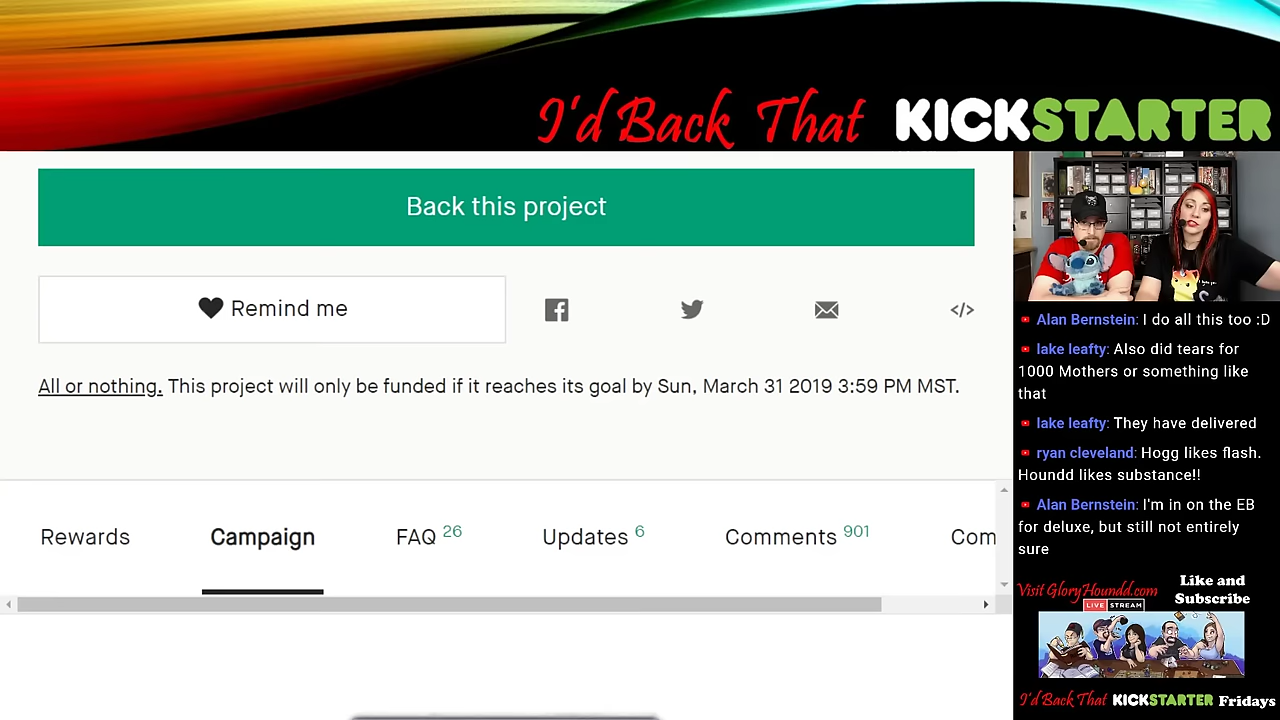 I'd Back That KICKSTARTER
Back this project
Remind me
</>
All or nothing. This project will only be funded if it reaches its goal by Sun, March 31 2019 3:59 PM MST.
Rewards
Campaign
FAQ 26
Updates 6
Comments 901
Com
Alan Bernstein: I do all this too :D
lake leafty: Also did tears for
1000 Mothers or something like
that
lake leafty: They have delivered
ryan cleveland: Hogg likes flash.
Houndd likes substance!!
Alan Bernstein: I'm in on the EB
for deluxe, but still not entirely
sure
Visit GloryHoundd.com
Like and
Subscribe
LIVE STREAM
I'd Back That KICKSTARTER Fridays